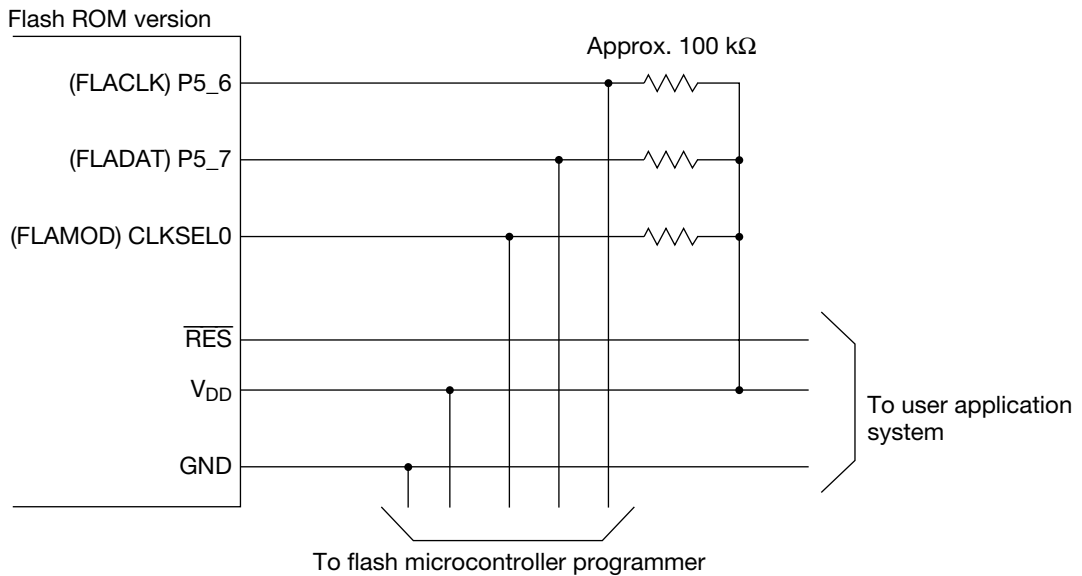 Flash ROM version
Approx. 100 kΩ
(FLACLK) P5_6
(FLADAT) P5_7
(FLAMOD) CLKSEL0
R̅E̅S̅
VDD
GND
To user application
system
To flash microcontroller programmer